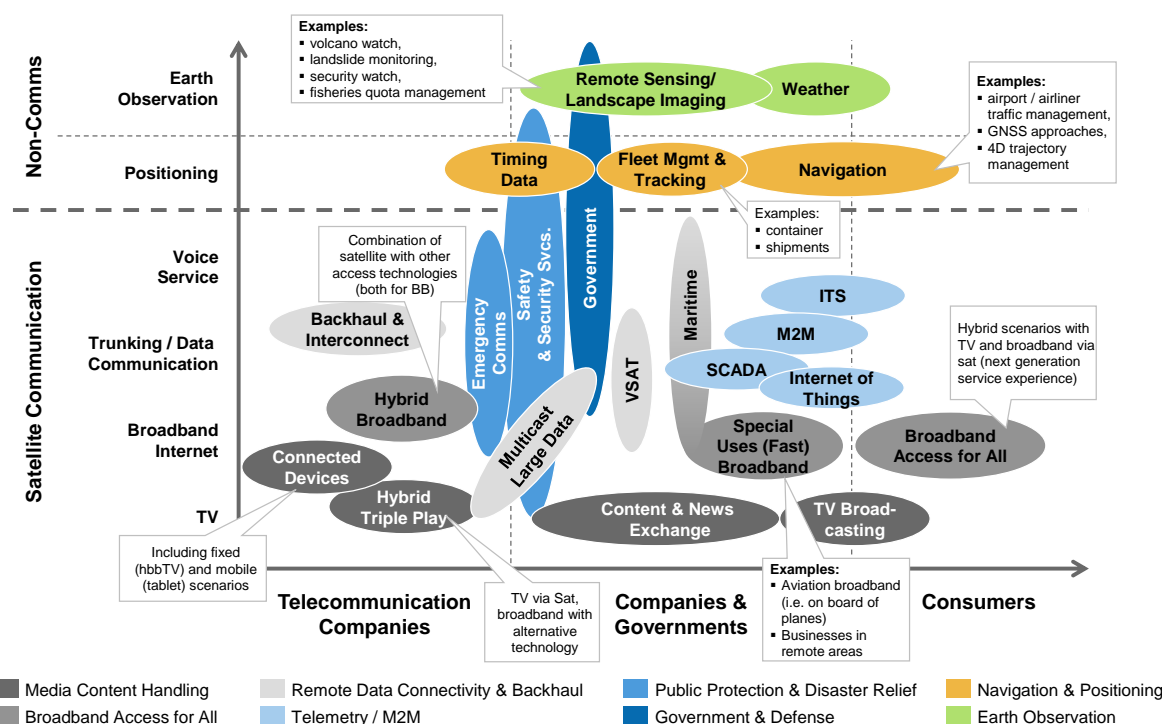 Examples:
▪ volcano watch,
▪ landslide monitoring,
▪ security watch,
▪ fisheries quota management
Non-Comms
Earth
Observation
Remote Sensing/
Landscape Imaging
Weather
Examples:
▪ airport / airliner
traffic management,
▪ GNSS approaches,
▪ 4D trajectory
management
Positioning
Timing
Data
Fleet Mgmt &
Tracking
Navigation
Examples:
▪ container
▪ shipments
Satellite Communication
Voice
Service
Combination of
satellite with other
access technologies
(both for BB)
Emergency
Comms
Safety
& Security Svcs.
Government
Maritime
ITS
Trunking / Data
Communication
Backhaul &
Interconnect
VSAT
M2M
SCADA
Internet of
Things
Hybrid scenarios with
TV and broadband via
sat (next generation
service experience)
Broadband
Internet
Hybrid
Broadband
Multicast
Large Data
Special
Uses (Fast)
Broadband
Broadband
Access for All
Connected
Devices
TV
Hybrid
Triple Play
Content & News
Exchange
TV Broad-
casting
Including fixed
(hbbTV) and mobile
(tablet) scenarios
TV via Sat,
broadband with
alternative
technology
Examples:
▪ Aviation broadband
(i.e. on board of
planes)
▪ Businesses in
remote areas
Telecommunication
Companies
Companies &
Governments
Consumers
Media Content Handling
Remote Data Connectivity & Backhaul
Public Protection & Disaster Relief
Navigation & Positioning
Broadband Access for All
Telemetry / M2M
Government & Defense
Earth Observation